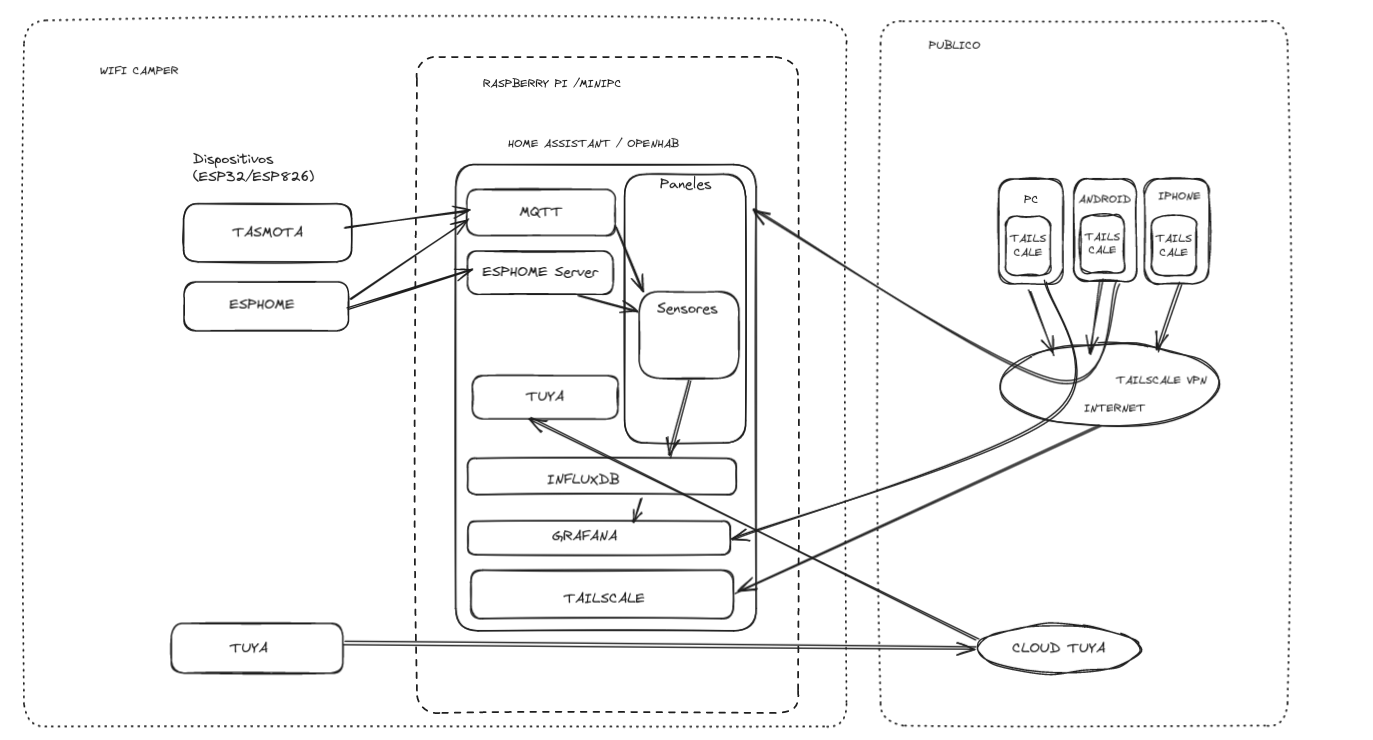 WIFI CAMPER
RASPBERRY PI /MINIPC
HOME ASSISTANT / OPENHAB
Dispositivos
(ESP32/ESP826)
TASMOTA
ESPHOME
TUYA
MQTT
ESPHOME Server
Paneles
Sensores
TUYA
INFLUXDB
GRAFANA
TAILSCALE
PUBLICO
PC
TAILS
CALE
ANDROID
TAILS
CALE
IPHONE
TAILS
CALE
TAILSCALE VPN
INTERNET
CLOUD TUYA